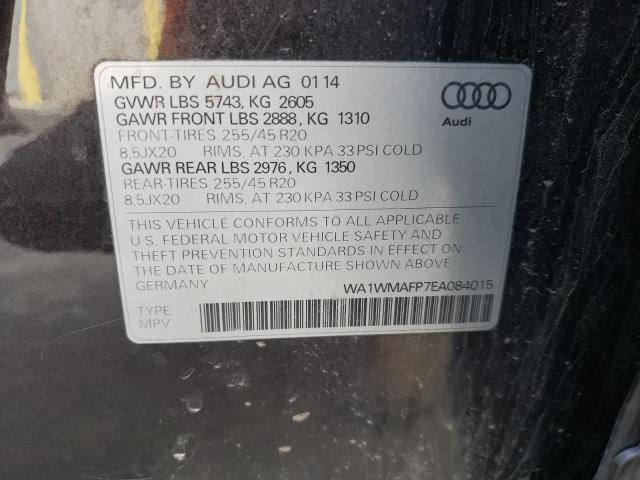 MFD. BY AUDI AG 01 14
GVWR LBS 5743, KG 2605
GAWR FRONT LBS 2888, KG 1310
FRONT-TIRES 255/45 R20
8,5JX20 RIMS, AT 230 KPA 33 PSI COLD
GAWR REAR LBS 2976, KG 1350
REAR-TIRES 255/45 R20
8,5JX20 RIMS, AT 230 KPA 33 PSI COLD
Audi
THIS VEHICLE CONFORMS TO ALL APPLICABLE
U.S. FEDERAL MOTOR VEHICLE SAFETY AND
THEFT PREVENTION STANDARDS IN EFFECT ON
THE DATE OF MANUFACTURE SHOWN ABOVE
GERMANY WA1WMAFP7EA084015
TYPE:
MPV